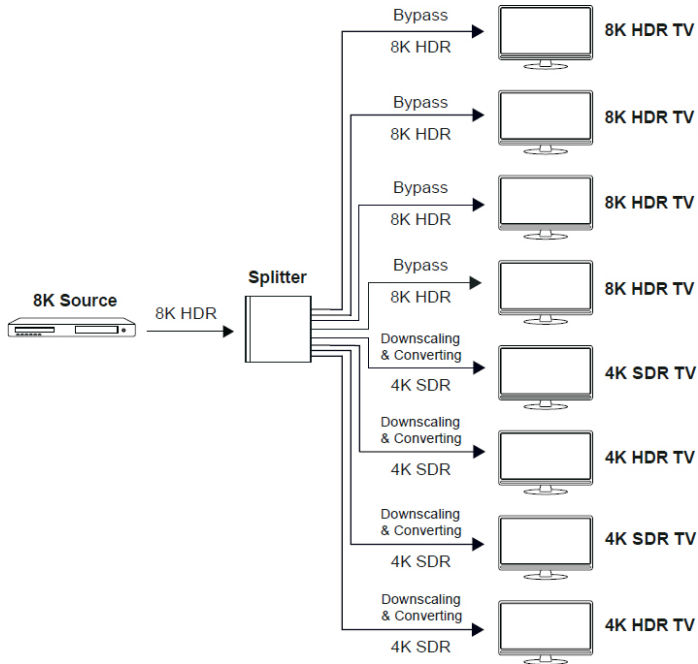 Bypass
8K HDR
8K HDR TV
Bypass
8K HDR
8K HDR TV
Bypass
8K HDR
8K HDR TV
Bypass
8K HDR
8K HDR TV
8K Source
8K HDR
Splitter
Downscaling
& Converting
4K SDR
4K SDR TV
Downscaling
& Converting
4K SDR
4K HDR TV
Downscaling
& Converting
4K SDR
4K SDR TV
Downscaling
& Converting
4K SDR
4K HDR TV